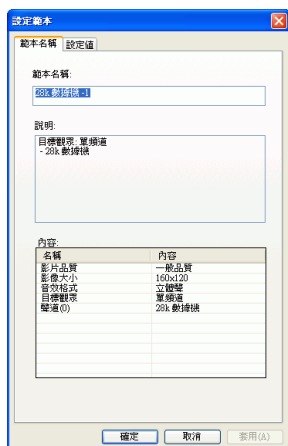 設定範本
範本名稱 設定值
範本名稱:
28k 數據機 -1
說明:
目標觀眾: 單頻道
- 28k 數據機
內容:
名稱 內容
影片品質 一般品質
影像大小 160x120
音效格式 立體聲
目標觀眾 單頻道
聲道(0) 28k 數據機
確定 取消 套用(A)